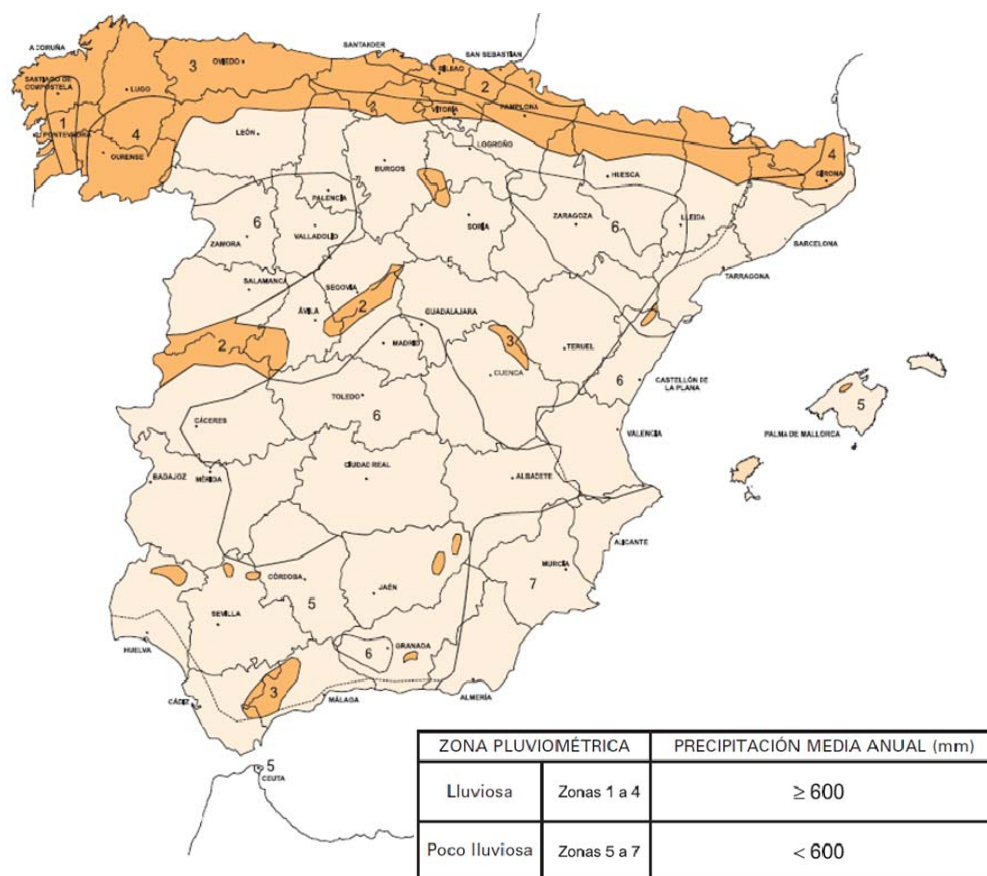 A CORUÑA
SANTANDER
SAN SEBASTIÁN
3
OVIEDO
BILBAO
SANTIAGO DE
COMPOSTELA
LUGO
2
1
VITORIA
PAMPLONA
1
PONTEVEDRA
4
OURENSE
LEÓN
LOGROÑO
BURGOS
HUESCA
4
GIRONA
PALENCIA
6
ZAMORA
VALLADOLID
SORIA
ZARAGOZA
6
LLEIDA
BARCELONA
5
TARRAGONA
SALAMANCA
SEGOVIA
2
ÁVILA
GUADALAJARA
2
MADRID
3
TERUEL
CUENCA
6
CASTELLÓN DE
LA PLANA
5
TOLEDO
6
CÁCERES
VALENCIA
PALMA DE MALLORCA
CIUDAD REAL
BADAJOZ
MÉRIDA
ALBACETE
ALICANTE
MURCIA
7
CÓRDOBA
JAÉN
5
SEVILLA
HUELVA
6
GRANADA
3
CÁDIZ
MÁLAGA
ALMERÍA
5
CEUTA
ZONA PLUVIOMÉTRICA PRECIPITACIÓN MEDIA ANUAL (mm)
Lluviosa Zonas 1 a 4 ≥ 600
Poco lluviosa Zonas 5 a 7 < 600